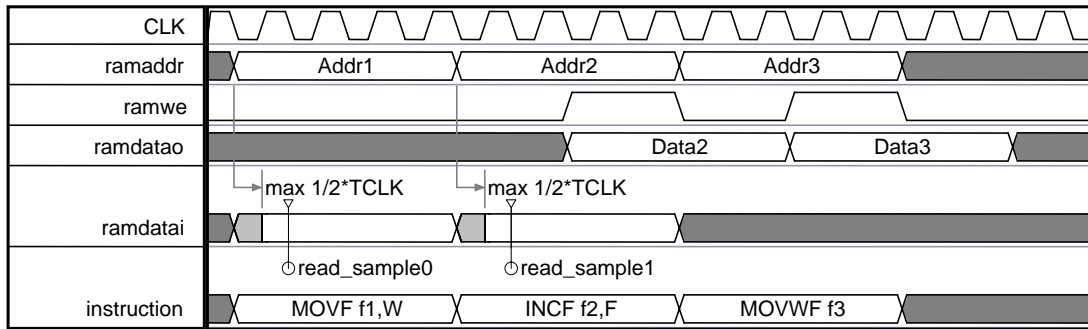 CLK
ramaddr Addr1 Addr2 Addr3
ramwe
ramdatao Data2 Data3
max 1/2*TCLK max 1/2*TCLK
ramdatai
read_sample0 read_sample1
instruction MOVF f1,W INCF f2,F MOVWF f3